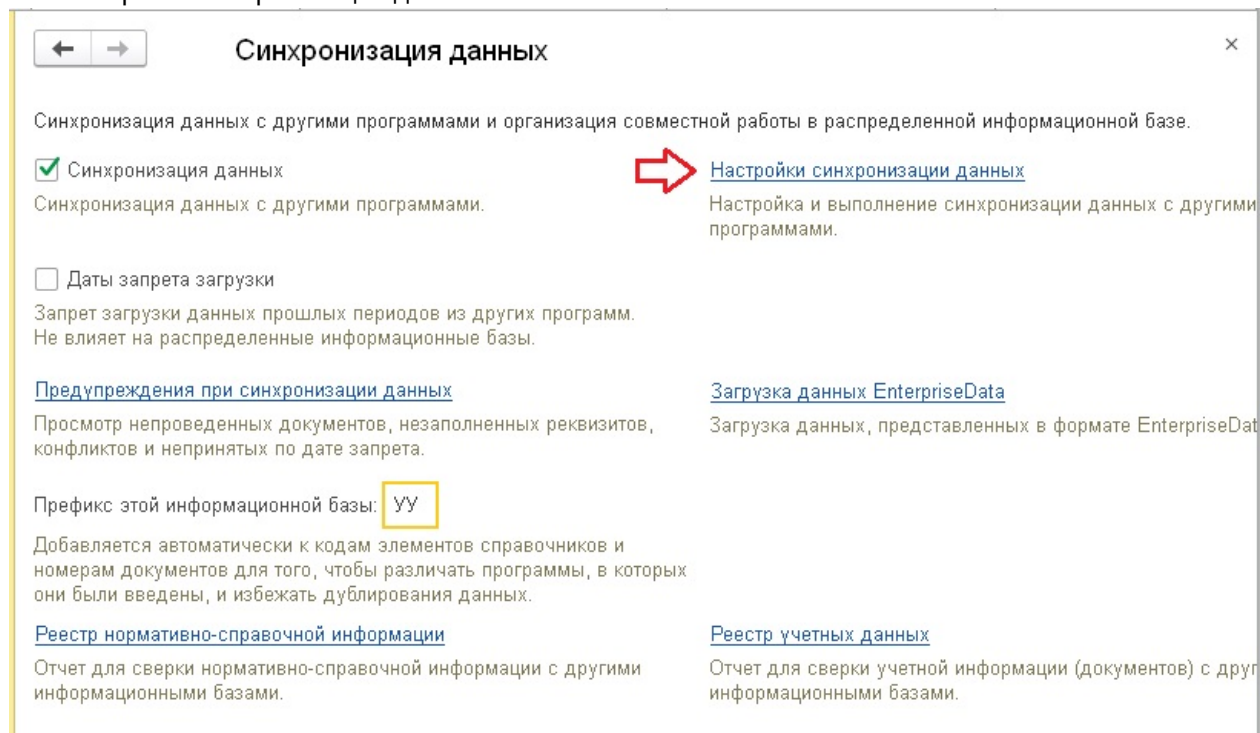 Синхронизация данных
Синхронизация данных с другими программами и организация совместной работы в распределенной информационной базе.
Синхронизация данных
Настройки синхронизации данных
Синхронизация данных с другими программами.
Настройка и выполнение синхронизации данных с другими
программами.
Даты запрета загрузки
Запрет загрузки данных прошлых периодов из других программ.
Не влияет на распределенные информационные базы.
Предупреждения при синхронизации данных
Загрузка данных EnterpriseData
Просмотр непроведенных документов, незаполненных реквизитов,
конфликтов и непринятых по дате запрета.
Загрузка данных, представленных в формате EnterpriseDat
Префикс этой информационной базы: УУ
Добавляется автоматически к кодам элементов справочников и
номерам документов для того, чтобы различать программы, в которых
они были введены, и избежать дублирования данных.
Реестр нормативно-справочной информации
Реестр учетных данных
Отчет для сверки нормативно-справочной информации с другими
информационными базами.
Отчет для сверки учетной информации (документов) с друг
информационными базами.